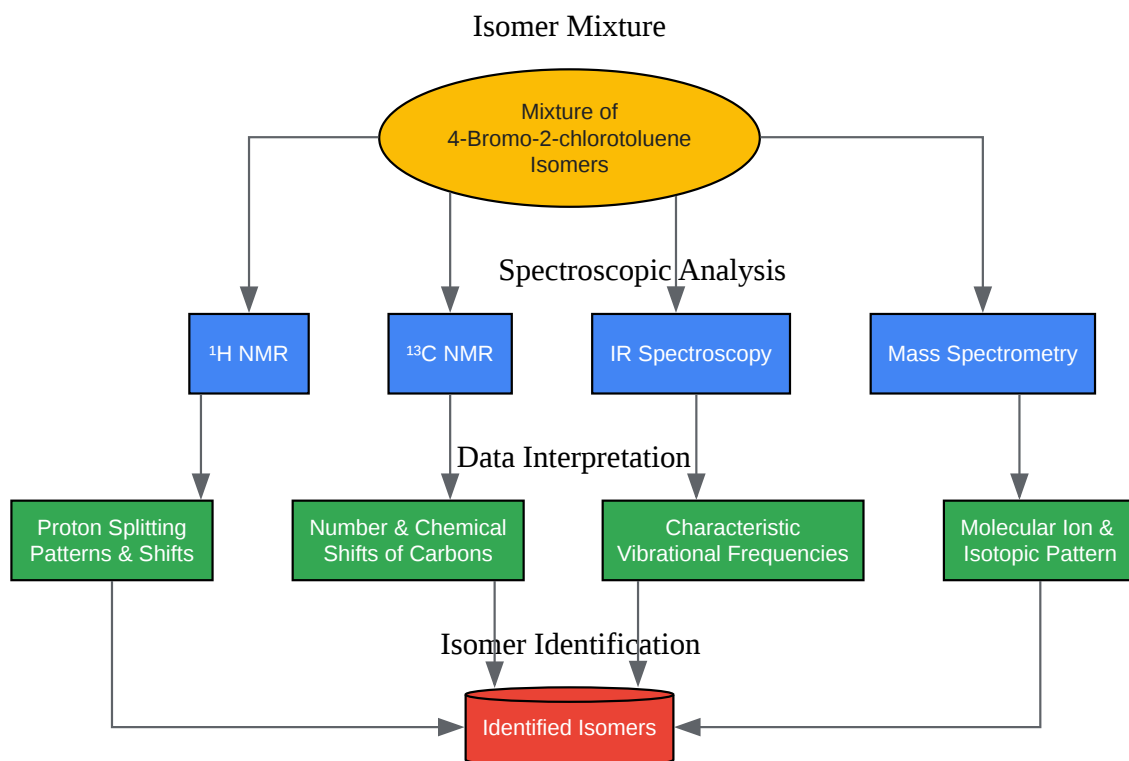 Isomer Mixture
Mixture of
4-Bromo-2-chlorotoluene
Isomers
Spectroscopic Analysis
¹H NMR
¹³C NMR
IR Spectroscopy
Mass Spectrometry
Data Interpretation
Proton Splitting
Patterns & Shifts
Number & Chemical
Shifts of Carbons
Characteristic
Vibrational Frequencies
Molecular Ion &
Isotopic Pattern
Isomer Identification
Identified Isomers